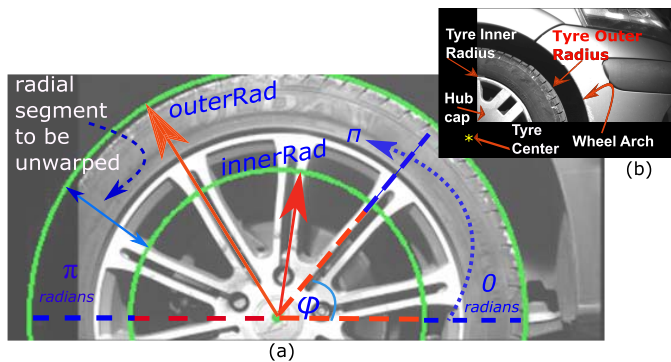 radial
segment
to be
unwarped
outerRad
innerRad
п
π
radians
φ
0
radians
(a)
Tyre Inner
Radius
Tyre Outer
Radius
Hub
cap
*
Tyre
Center
Wheel Arch
(b)